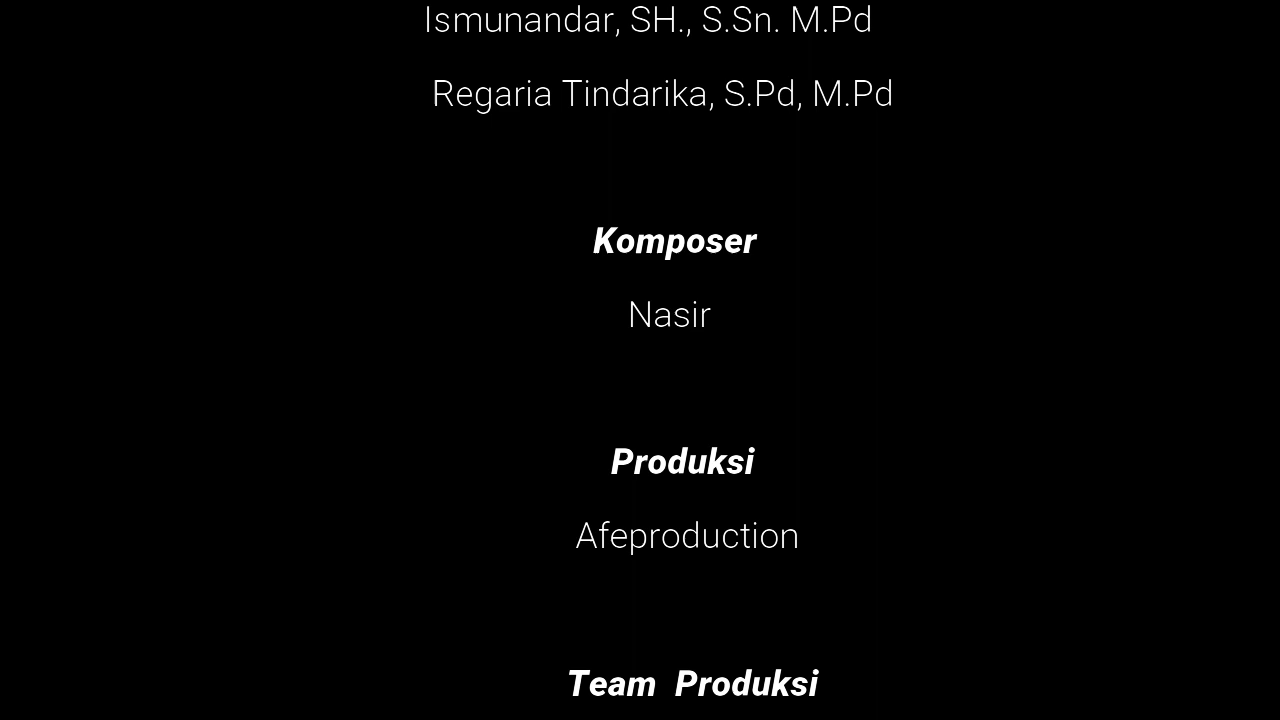 Ismunandar, SH., S.Sn. M.Pd
Regaria Tindarika, S.Pd, M.Pd
Komposer
Nasir
Produksi
Afeproduction
Team Produksi